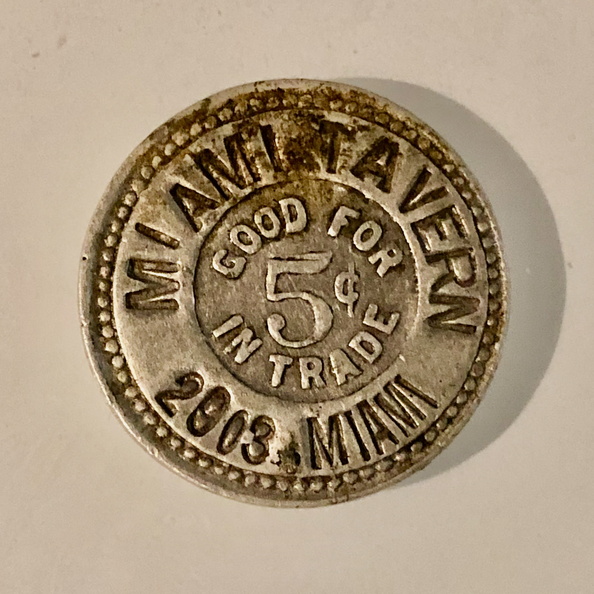 MIAMI TAVERN
GOOD FOR
5¢
IN TRADE
2903 MIAMI